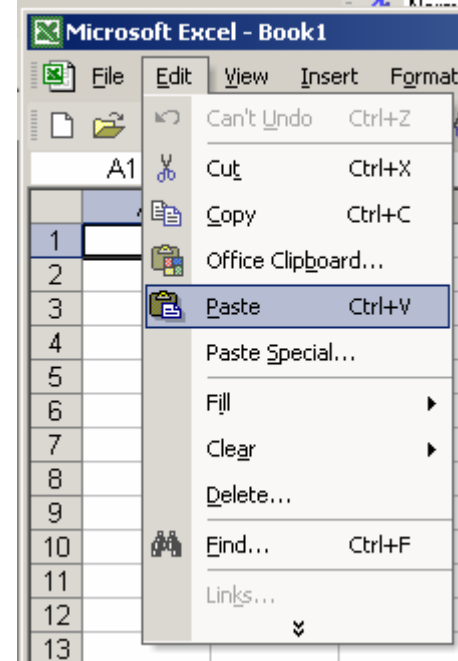 Microsoft Excel - Book1
File Edit View Insert Format
Can't Undo Ctrl+Z
A1
Cut Ctrl+X
Copy Ctrl+C
1
Office Clipboard...
2
3 Paste Ctrl+V
4 Paste Special...
5
6 Fill
7 Clear
8 Delete...
9
10 Find... Ctrl+F
11 Links...
12
13